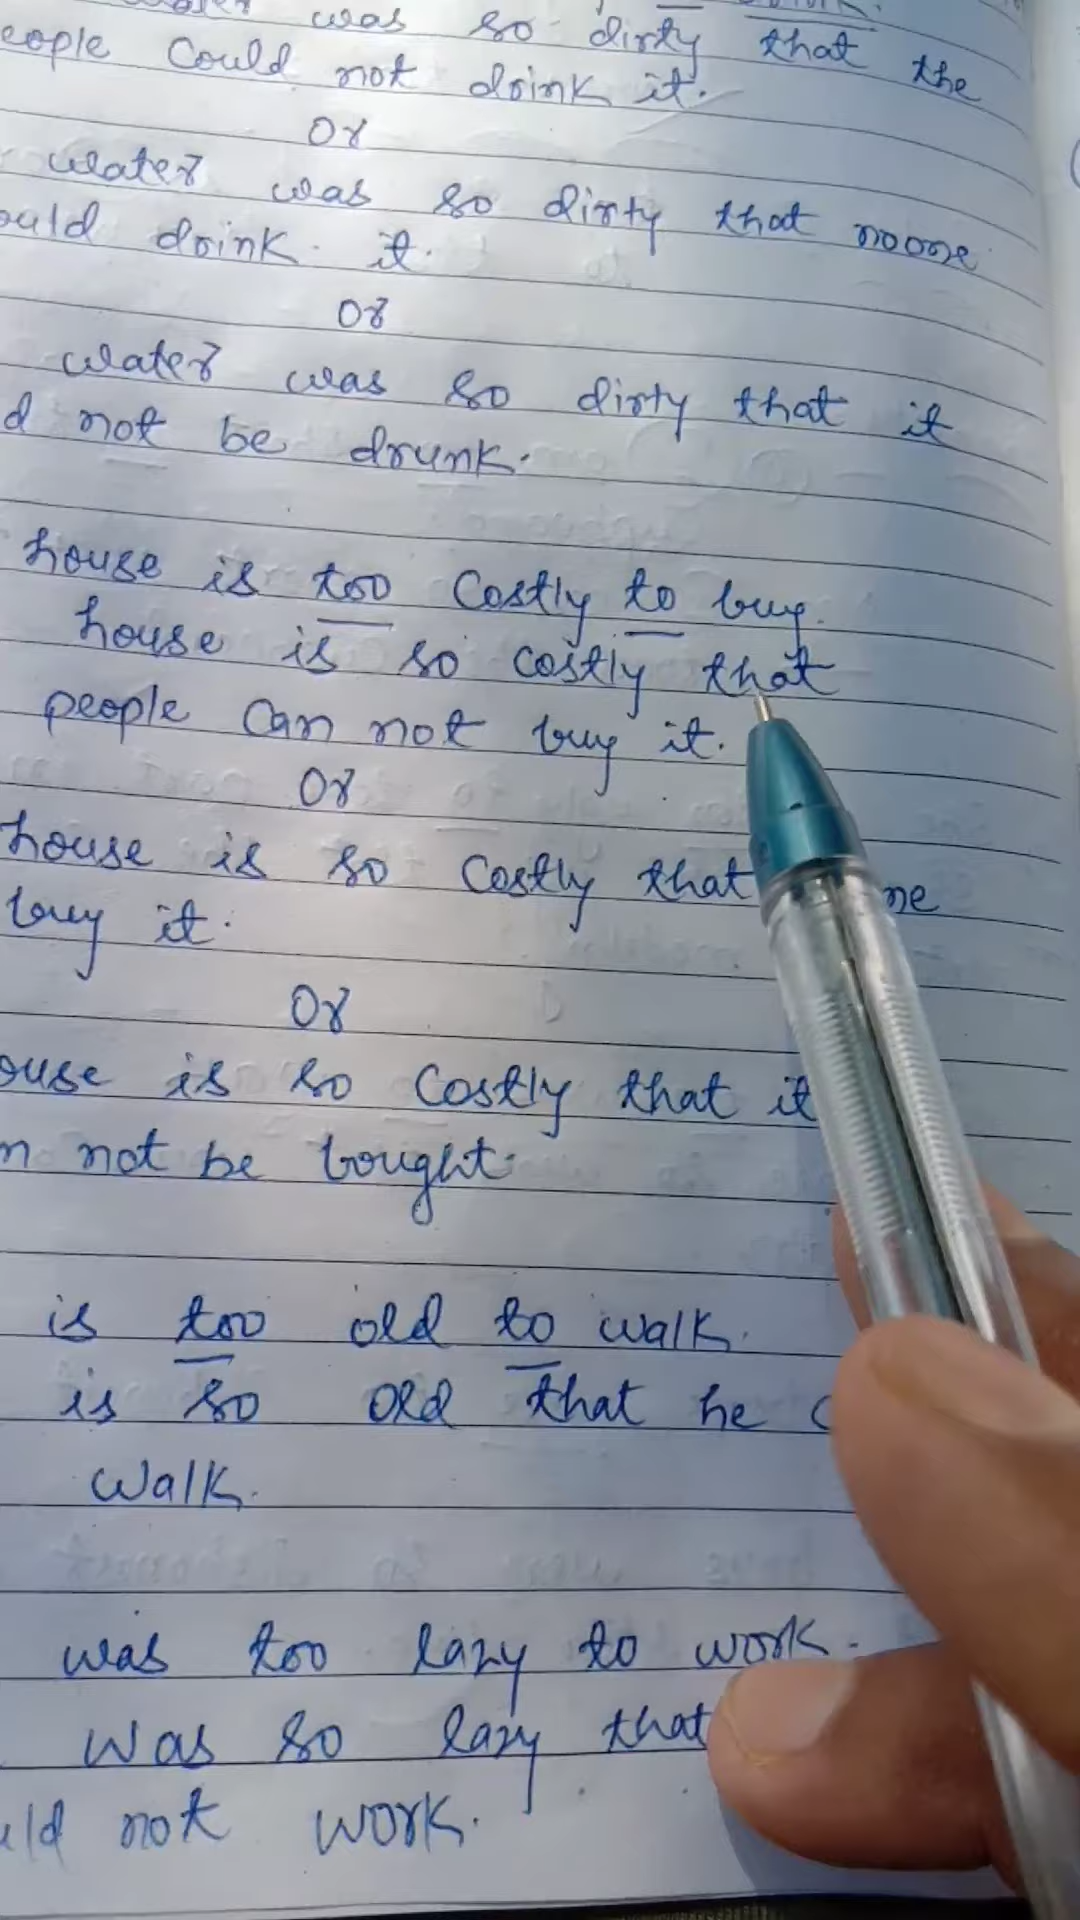 was so dirty that the
eople could not drink it.
Or
water was so dirty that noone
ould drink it.
Or
water was so dirty that it
d not be drunk.
house is too costly to buy.
house is so costly that
people can not buy it.
Or
house is so costly that ne
buy it.
Or
ouse is so costly that it
n not be bought.
is too old to walk.
is so old that he c
walk.
was too lazy to work.
was so lazy that
uld not work.